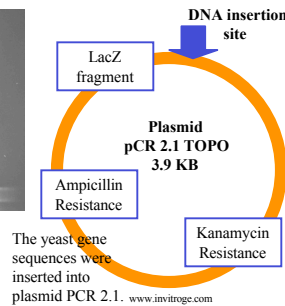 DNA insertion
site
LacZ
fragment
Plasmid
pCR 2.1 TOPO
3.9 KB
Ampicillin
Resistance
Kanamycin
Resistance
The yeast gene
sequences were
inserted into
plasmid PCR 2.1. www.invitroge.com